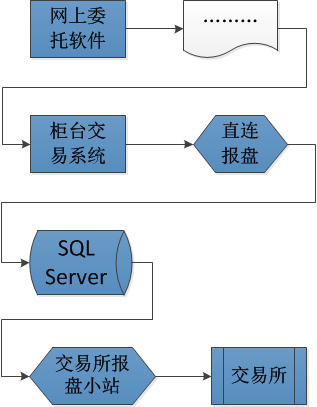 网上委
托软件
………
柜台交
易系统
直连
报盘
SQL
Server
交易所报
盘小站
交易所